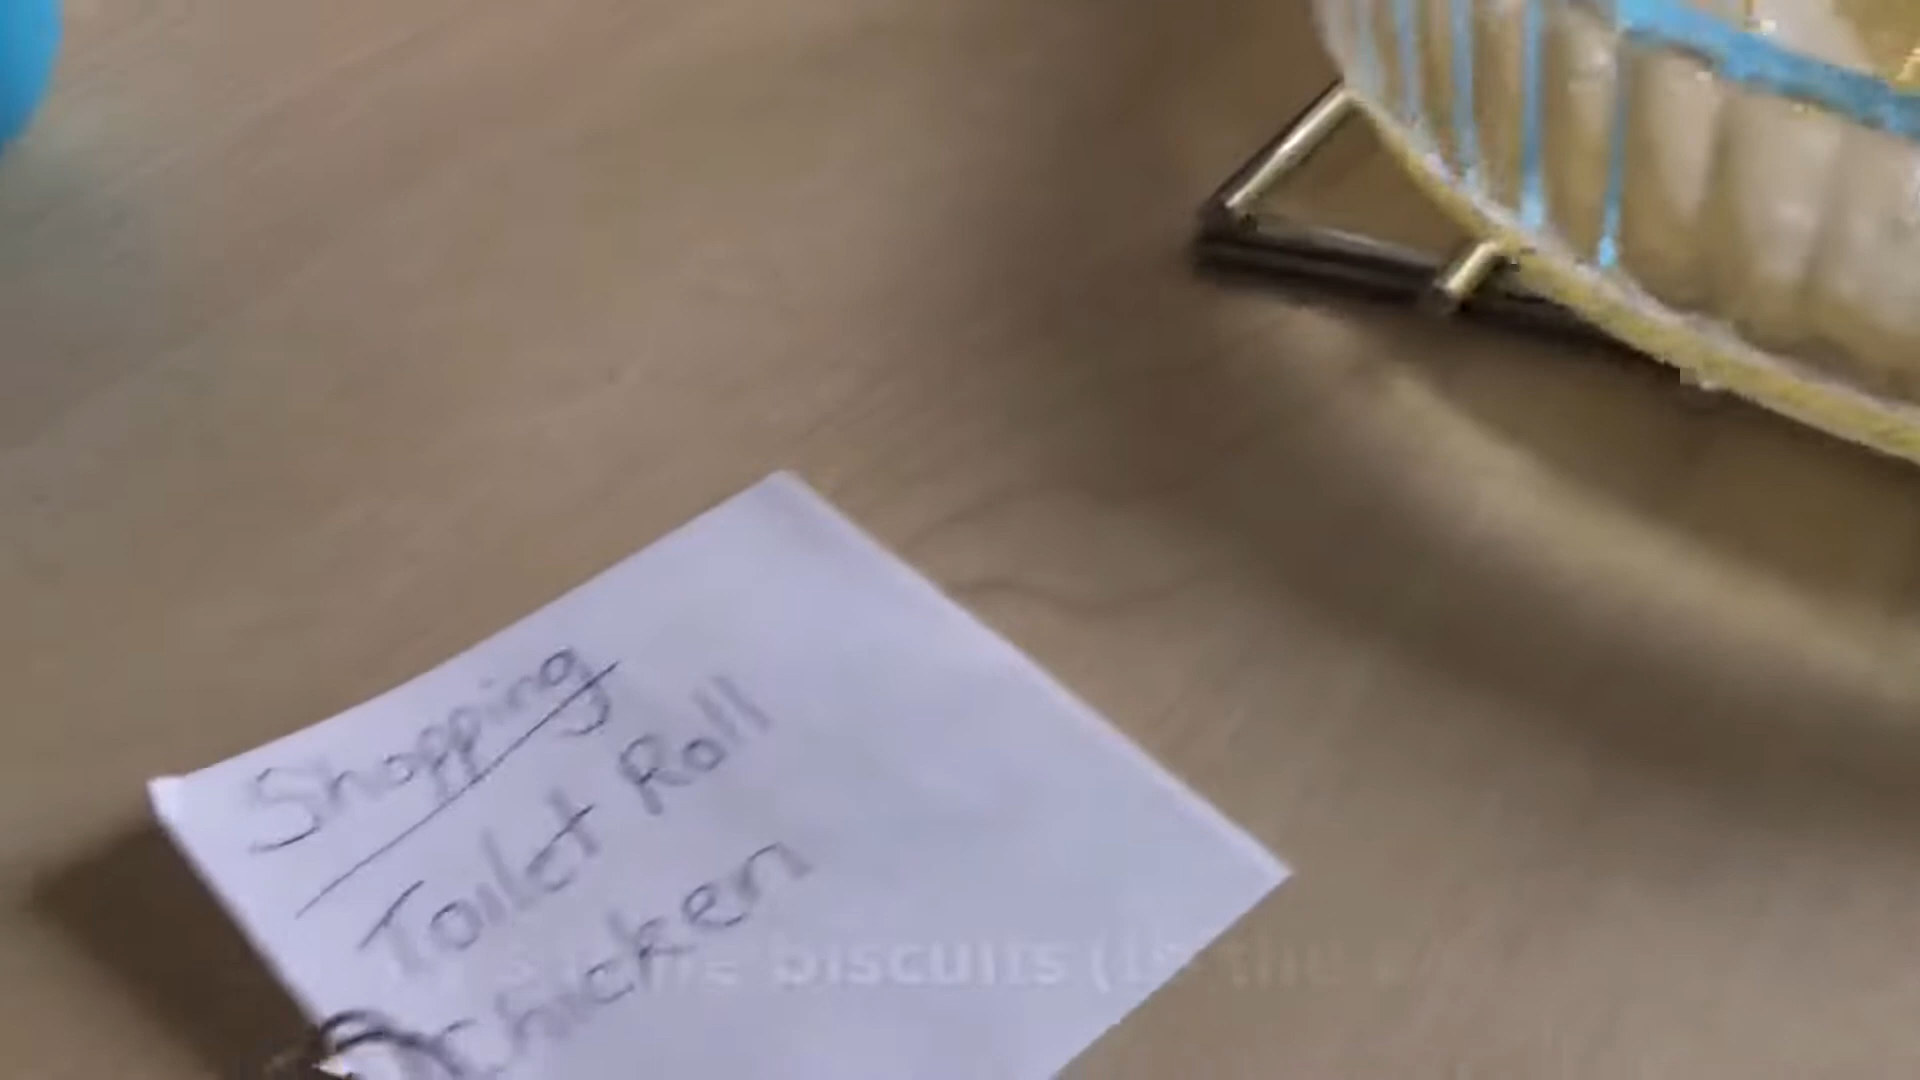 Shopping
Toilet Roll
Chicken
biscuits (